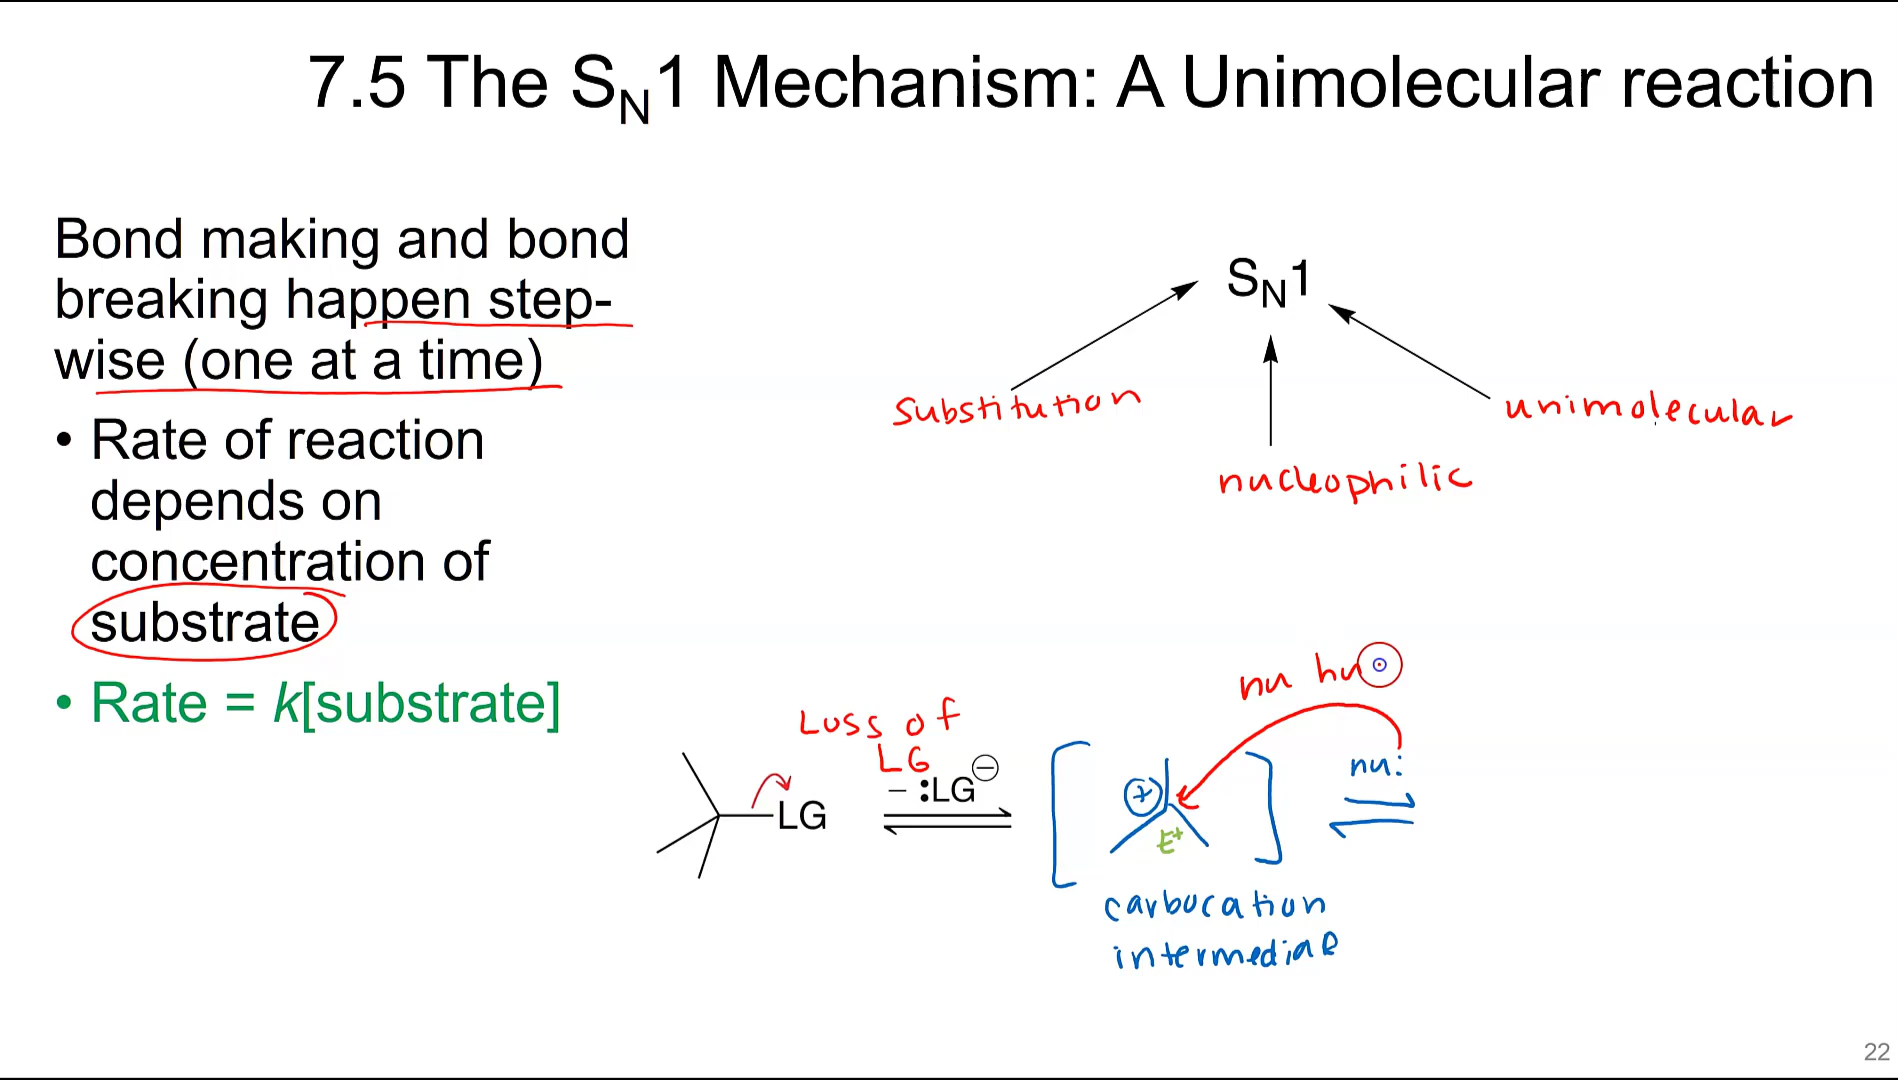 7.5 The SN1 Mechanism: A Unimolecular reaction
Bond making and bond
breaking happen step-
wise (one at a time)
• Rate of reaction
depends on
concentration of
substrate
• Rate = k[substrate]
SN1
substitution
unimolecular
nucleophilic
Loss of
LG
LG
– :LG⊖
+
E+
nu
nu:
carbocation
intermediae
22